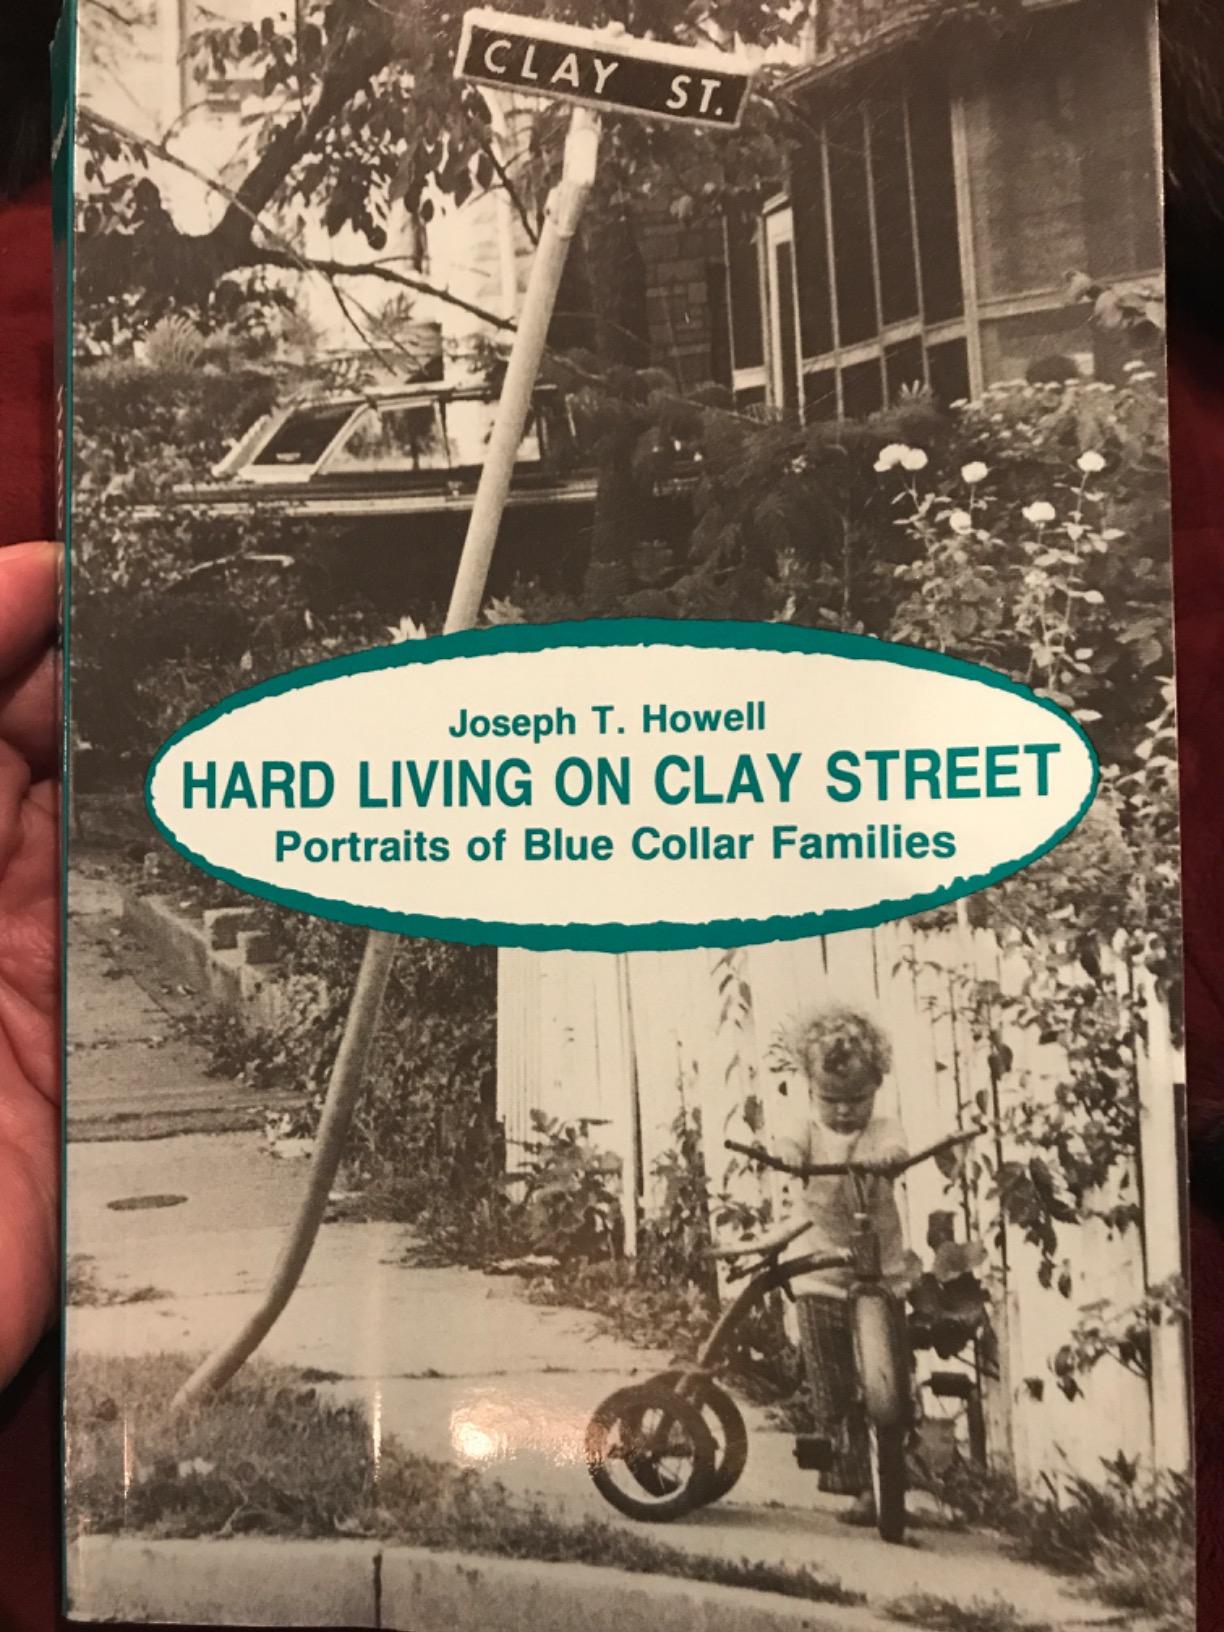 CLAY ST.
Joseph T. Howell
HARD LIVING ON CLAY STREET
Portraits of Blue Collar Families